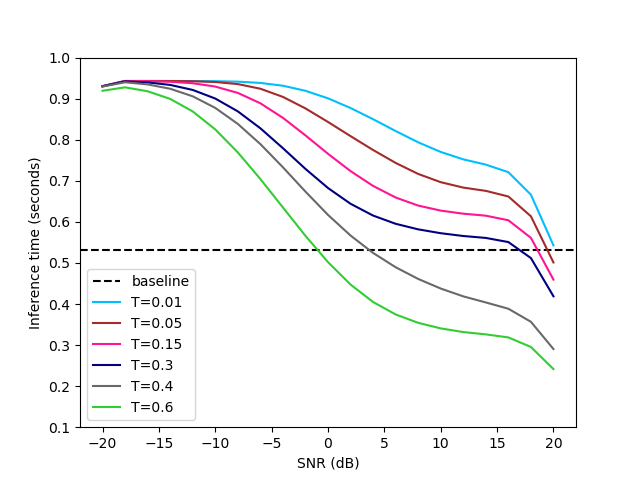 1.0
0.9
0.8
0.7
0.6
0.5
0.4
0.3
0.2
0.1
Inference time (seconds)
baseline
T=0.01
T=0.05
T=0.15
T=0.3
T=0.4
T=0.6
−20 −15 −10 −5 0 5 10 15 20
SNR (dB)